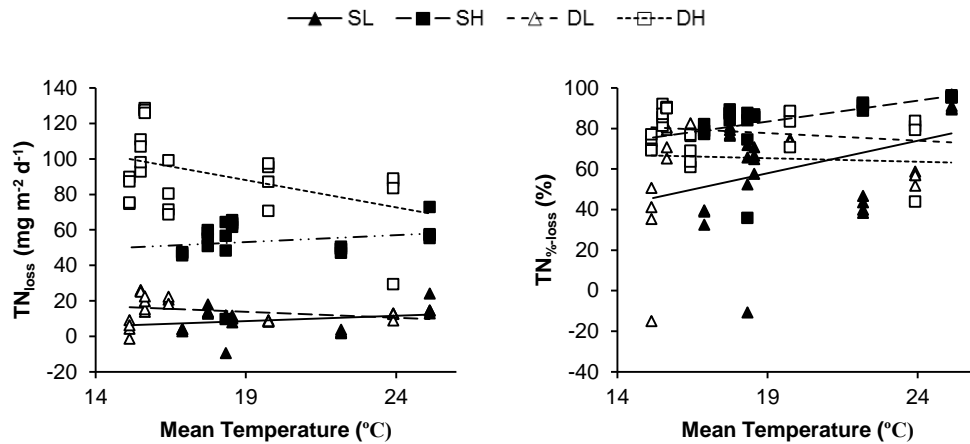 SL SH DL DH
TNloss (mg m⁻² d⁻¹)
140
120
100
80
60
40
20
0
-20
14 19 24
Mean Temperature (ºC)
TN%-loss (%)
100
80
60
40
20
0
-20
-40
14 19 24
Mean Temperature (ºC)